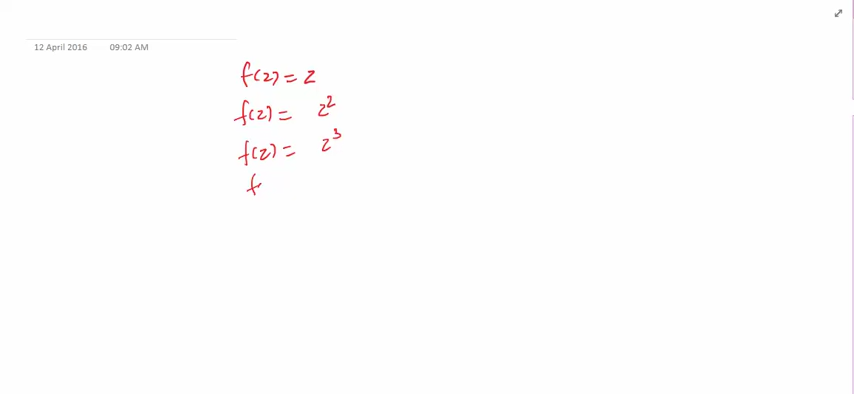 12 April 2016 09:02 AM
f(z) = z
f(z) = z²
f(z) = z³
f